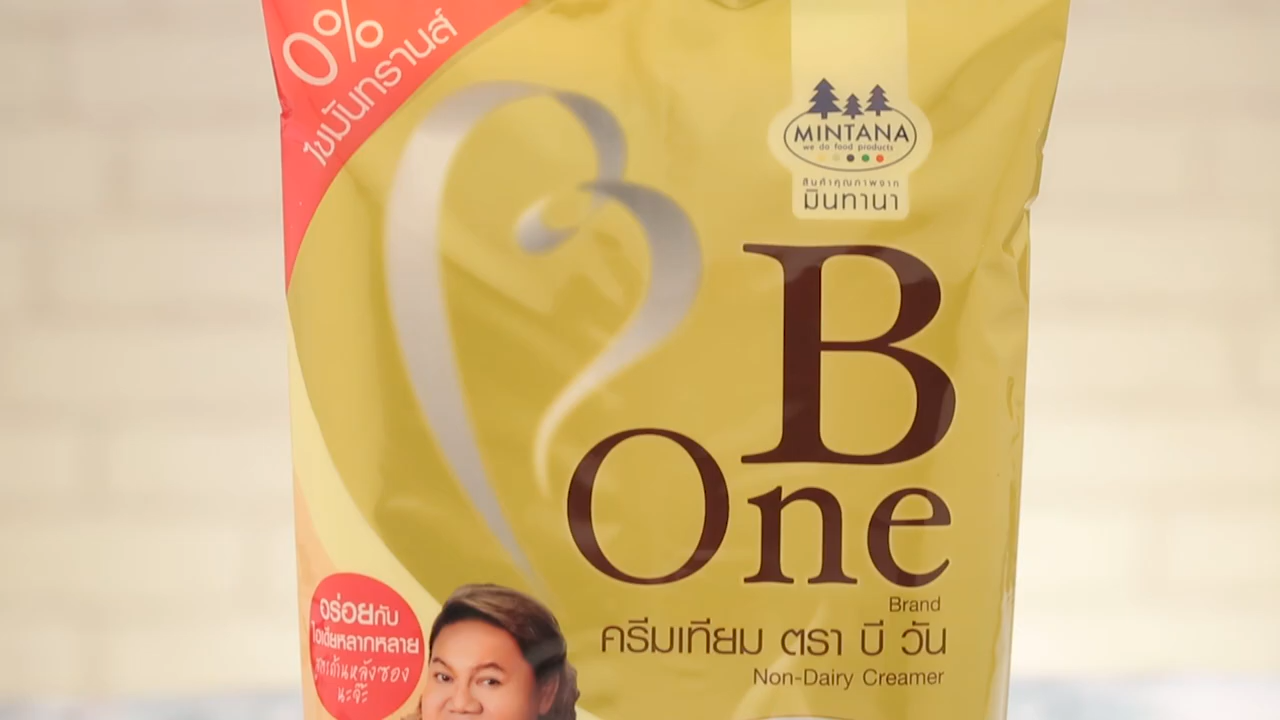 0%
ไขมันทรานส์
MINTANA
we do food products
สินค้าคุณภาพจาก
มินทานา
B
One
Brand
ครีมเทียม ตรา บี วัน
Non-Dairy Creamer
อร่อยกับ
ไอเดียหลากหลาย
สูตรด้านหลังซอง
นะจ๊ะ